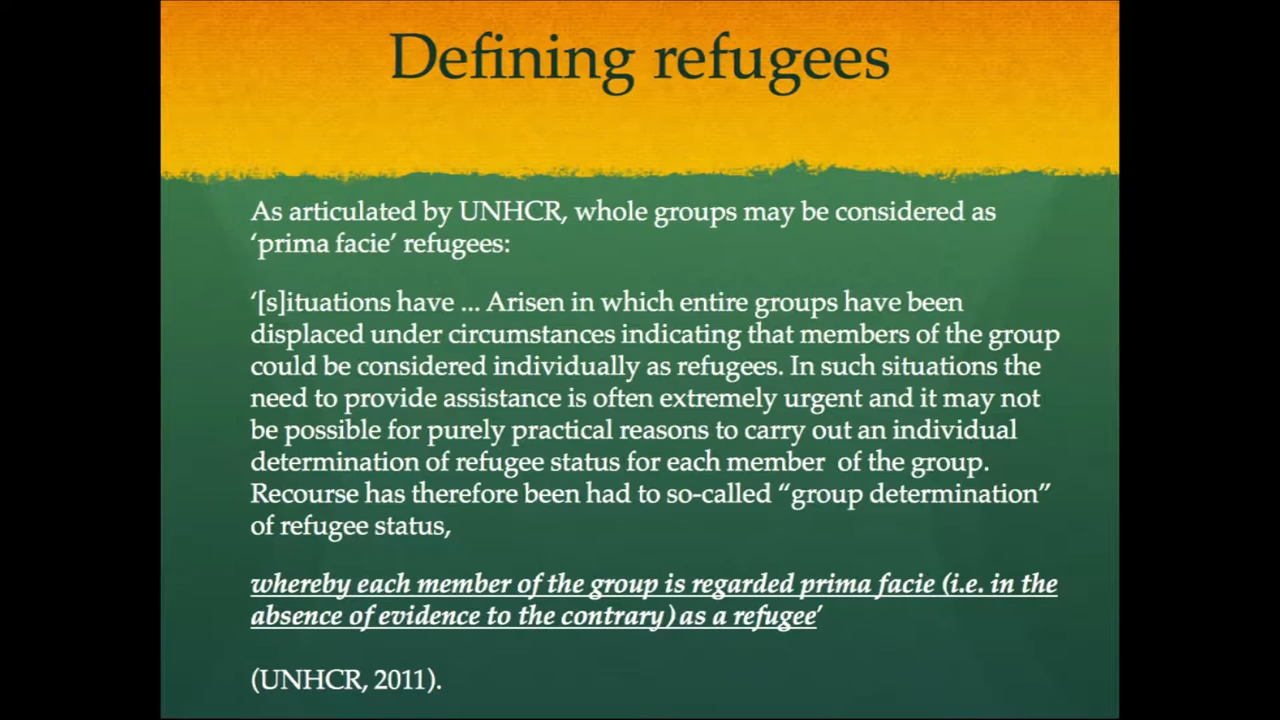 Defining refugees
As articulated by UNHCR, whole groups may be considered as
‘prima facie’ refugees:
‘[s]ituations have ... Arisen in which entire groups have been
displaced under circumstances indicating that members of the group
could be considered individually as refugees. In such situations the
need to provide assistance is often extremely urgent and it may not
be possible for purely practical reasons to carry out an individual
determination of refugee status for each member  of the group.
Recourse has therefore been had to so-called “group determination”
of refugee status,
whereby each member of the group is regarded prima facie (i.e. in the
absence of evidence to the contrary) as a refugee’
(UNHCR, 2011).